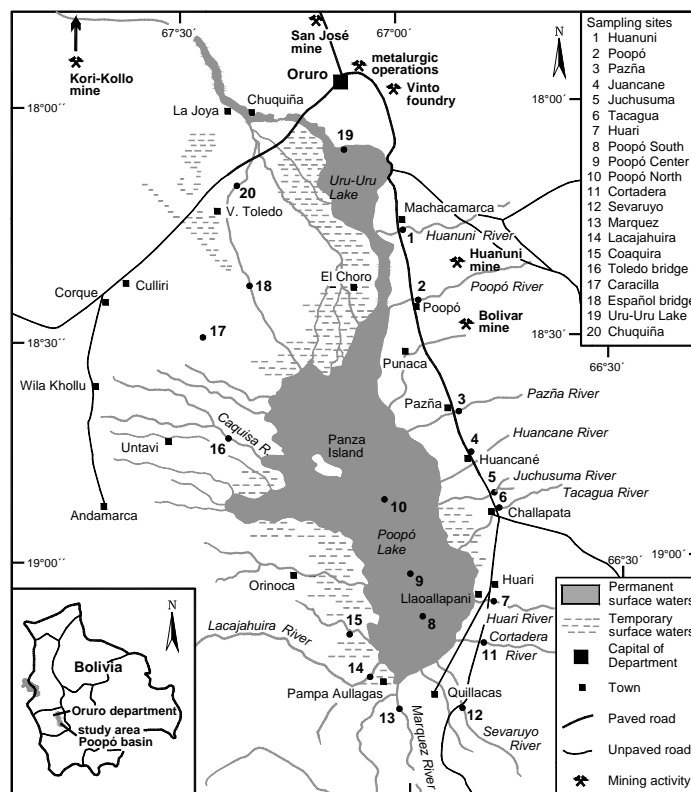 67°30´´
67°00´´
San José
mine
Oruro
metalurgic
operations
Vinto
foundry
Kori-Kollo
mine
N
18°00´´
18°00´´
La Joya
Chuquiña
19
Uru-Uru
Lake
20
V. Toledo
Machacamarca
1
Huanuni River
Huanuni
mine
El Choro
18
Culliri
Corque
2
Poopó River
Poopó
Bolivar
mine
17
18°30´´
18°30´´
66°30´´
Punaca
Wila Khollu
Pazña
3
Pazña River
Caquisa R.
Untavi
16
Panza
Island
4
Huancane River
Huancané
5
Juchusuma River
6
Tacagua River
Challapata
10
Andamarca
Poopó
Lake
19°00´´
66°30´´
19°00´´
9
Orinoca
Huari
Llaoallapani
7
8
Huari River
Lacajahuira
River
15
Cortadera
River
11
14
Pampa Aullagas
Quillacas
13
12
Marquez River
Sevaruyo
River
Sampling sites
1 Huanuni
2 Poopó
3 Pazña
4 Juancane
5 Juchusuma
6 Tacagua
7 Huari
8 Poopó South
9 Poopó Center
10 Poopó North
11 Cortadera
12 Sevaruyo
13 Marquez
14 Lacajahuira
15 Coaquira
16 Toledo bridge
17 Caracilla
18 Español bridge
19 Uru-Uru Lake
20 Chuquiña
Permanent
surface waters
Temporary
surface waters
Capital of
Department
Town
Paved road
Unpaved road
Mining activity
N
Bolivia
Oruro department
study area
Poopó basin